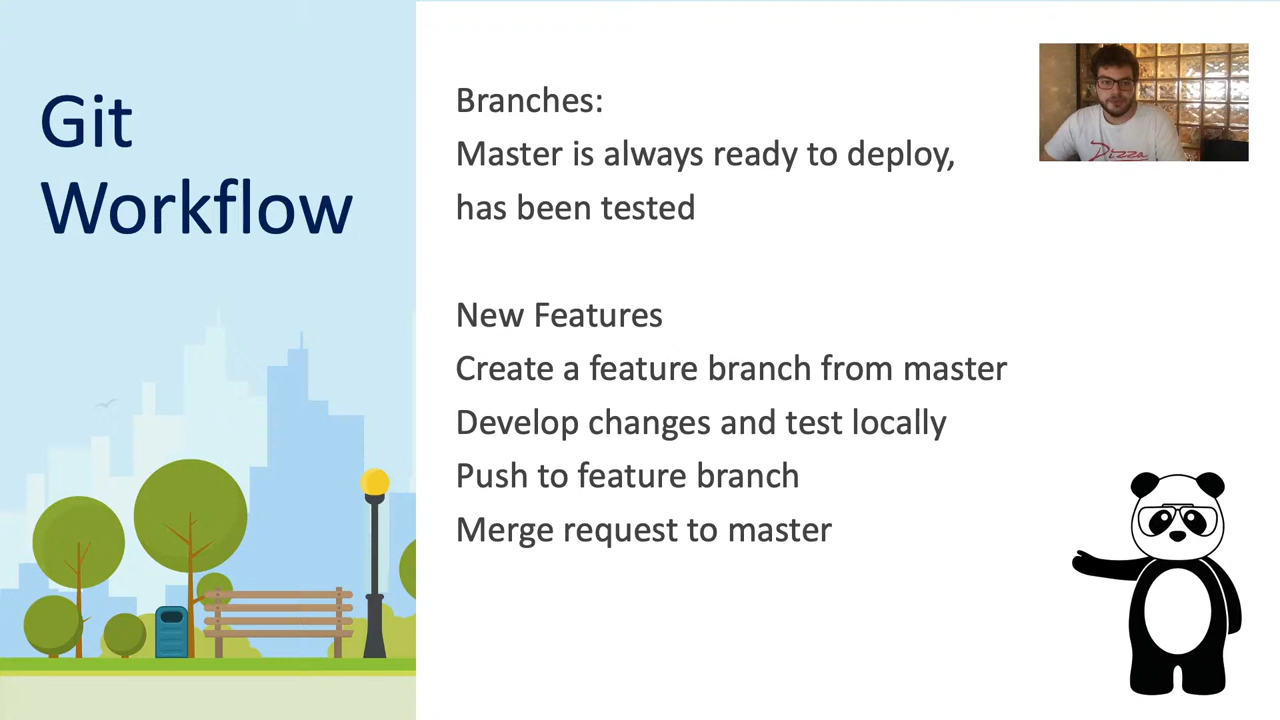 Git
Workflow
Branches:
Master is always ready to deploy,
has been tested
New Features
Create a feature branch from master
Develop changes and test locally
Push to feature branch
Merge request to master
Pizza